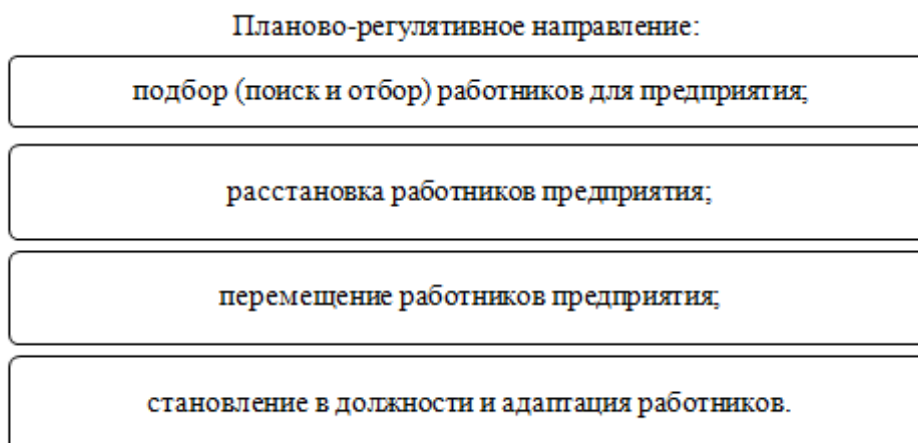 Планово-регулятивное направление:
подбор (поиск и отбор) работников для предприятия;
расстановка работников предприятия;
перемещение работников предприятия;
становление в должности и адаптация работников.